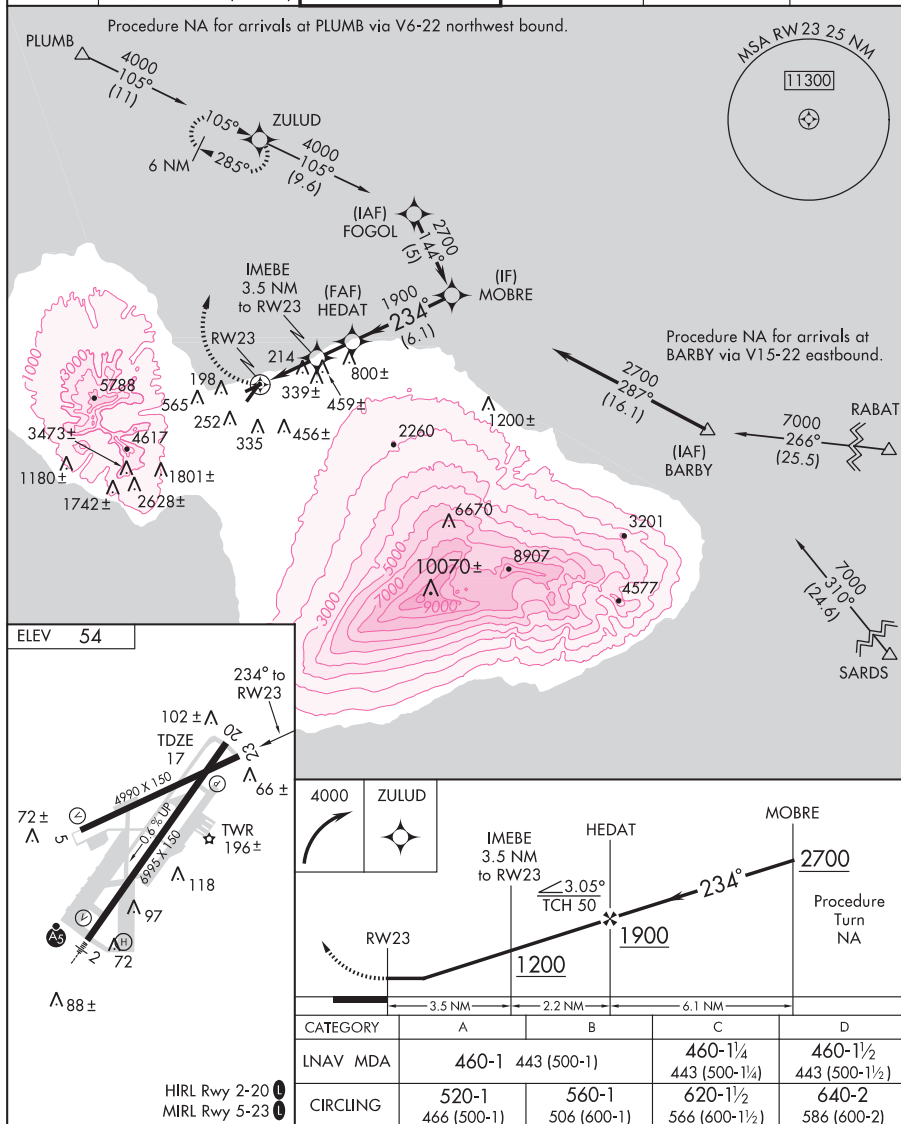 Procedure NA for arrivals at PLUMB via V6-22 northwest bound.
PLUMB
4000
105°
(11)
105°
ZULUD
285°
6 NM
4000
105°
(9.6)
MSA RW23 25 NM
11300
(IAF)
FOGOL
2700
144°
(5)
(IF)
MOBRE
IMEBE
3.5 NM
to RW23
(FAF)
HEDAT
1900
234°
(6.1)
RW23
Procedure NA for arrivals at
BARBY via V15-22 eastbound.
2700
287°
(16.1)
(IAF)
BARBY
7000
266°
(25.5)
RABAT
7000
310°
(24.6)
SARDS
3000
5788
3473±
4617
1180±
1801±
1742±
2628±
565
198
252
335
456±
214
339±
459±
800±
1200±
2260
6670
3201
8907
10070±
4577
5000
7000
3000
9000
ELEV 54
234° to
RW23
102±
TDZE
17
20
23
66±
4990 X 150
72±
5
0.6% UP
6995 X 150
TWR
196±
118
97
V
V
P
A5
2
H
72
88±
HIRL Rwy 2-20 L
MIRL Rwy 5-23 L
4000
ZULUD
IMEBE
3.5 NM
to RW23
HEDAT
MOBRE
3.05°
TCH 50
234°
2700
Procedure
Turn
NA
RW23
1900
1200
3.5 NM
2.2 NM
6.1 NM
CATEGORY A B C D
LNAV MDA 460-1 443 (500-1) 460-1¼ 443 (500-1¼) 460-1½ 443 (500-1½)
CIRCLING 520-1 466 (500-1) 560-1 506 (600-1) 620-1½ 566 (600-1½) 640-2 586 (600-2)